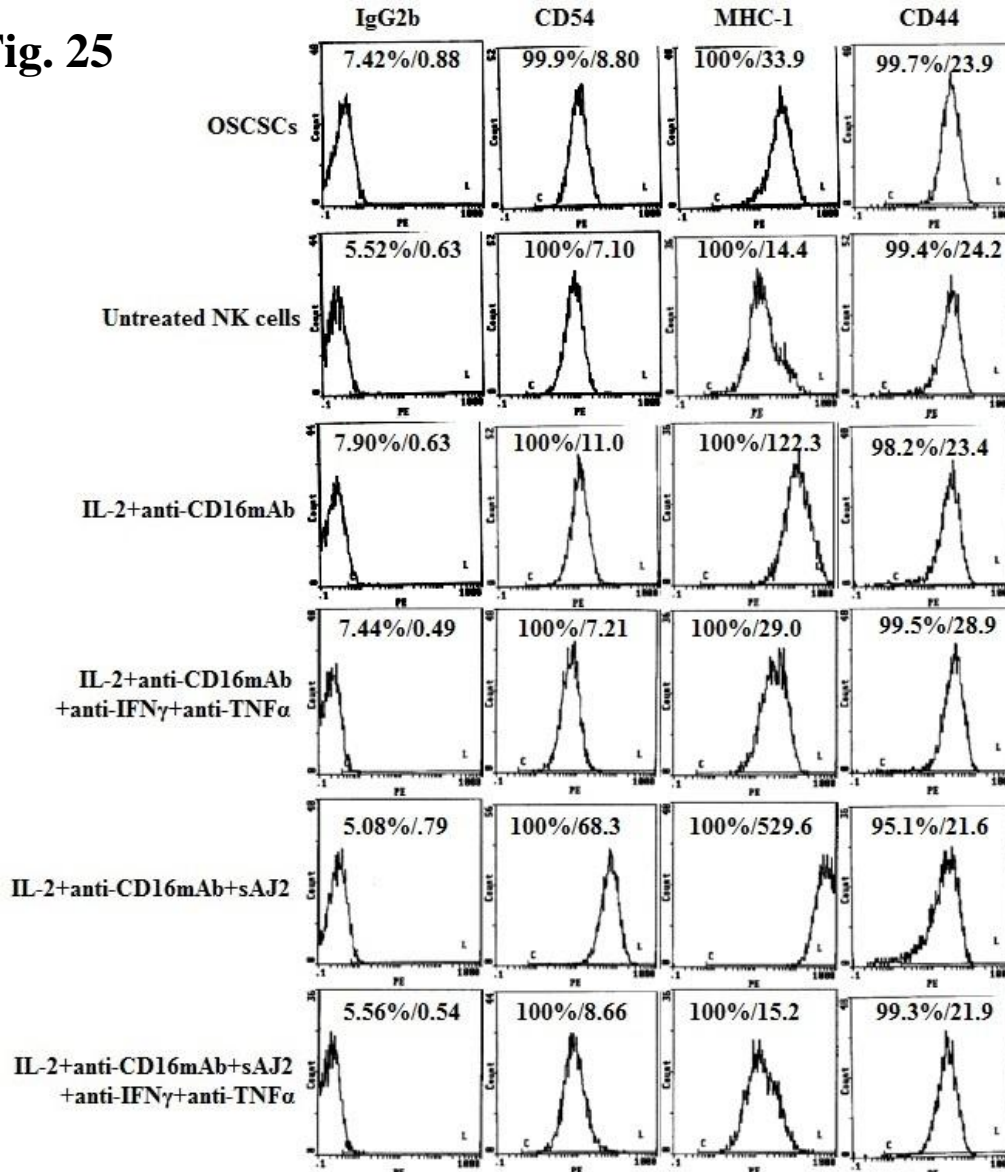 IgG2b CD54 MHC-1 CD44
ig. 25
7.42%/0.88 99.9%/8.80 100%/33.9 99.7%/23.9
OSCSCs
5.52%/0.63 100%/7.10 100%/14.4 99.4%/24.2
Untreated NK cells
7.90%/0.63 100%/11.0 100%/122.3 98.2%/23.4
IL-2+anti-CD16mAb
7.44%/0.49 100%/7.21 100%/29.0 99.5%/28.9
IL-2+anti-CD16mAb
+anti-IFNγ+anti-TNFα
5.08%/.79 100%/68.3 100%/529.6 95.1%/21.6
IL-2+anti-CD16mAb+sAJ2
5.56%/0.54 100%/8.66 100%/15.2 99.3%/21.9
IL-2+anti-CD16mAb+sAJ2
+anti-IFNγ+anti-TNFα